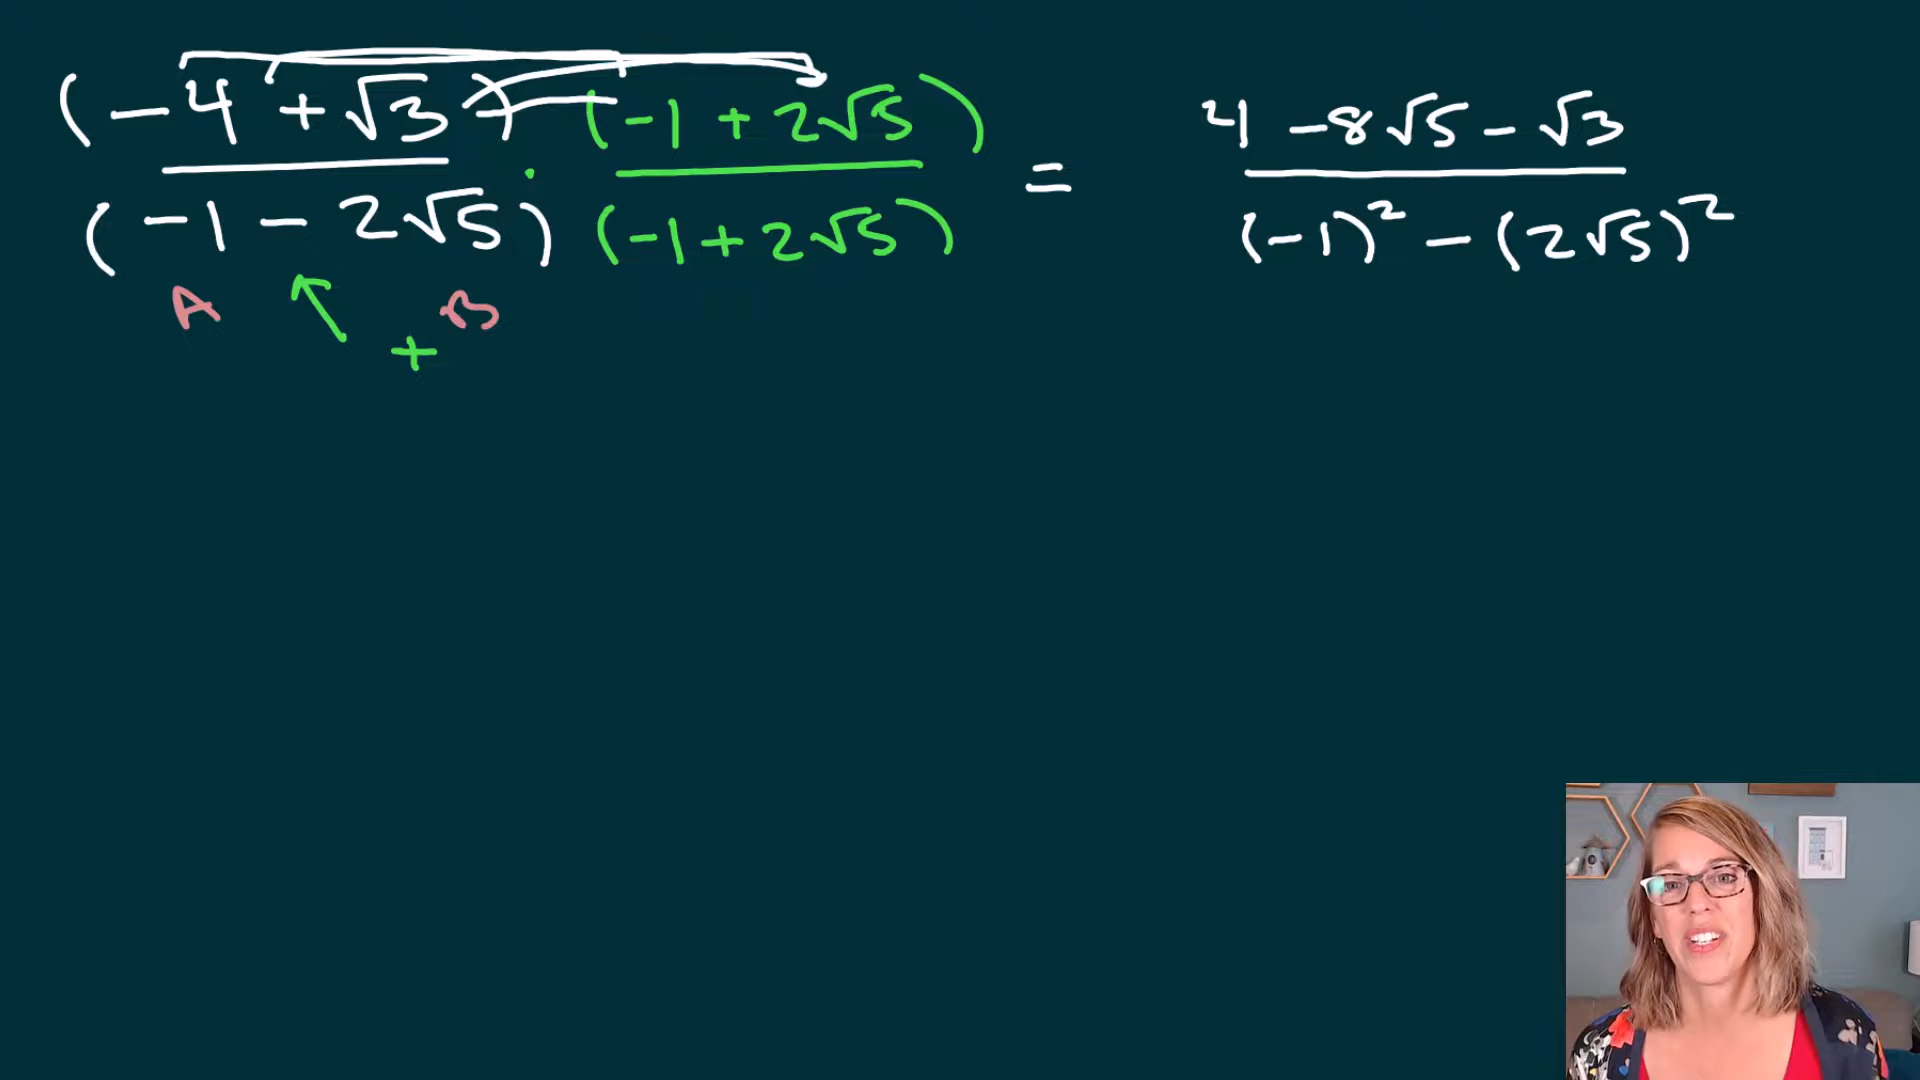 (-4 + √3) (-1 + 2√5) 4 -8√5 - √3
· =
(-1 - 2√5) (-1 + 2√5) (-1)² - (2√5)²
A B
+